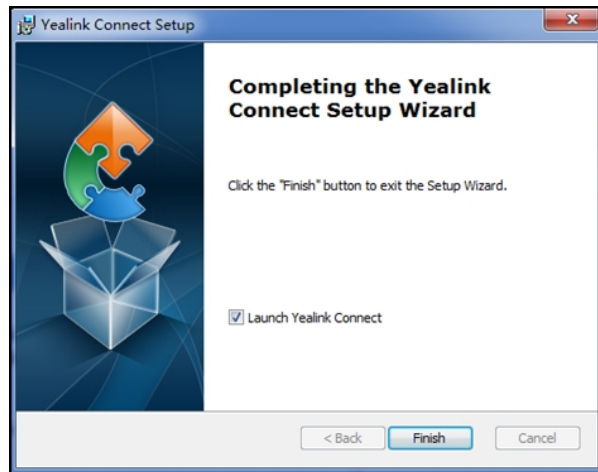 Yealink Connect Setup
Completing the Yealink
Connect Setup Wizard
Click the "Finish" button to exit the Setup Wizard.
Launch Yealink Connect
< Back Finish Cancel